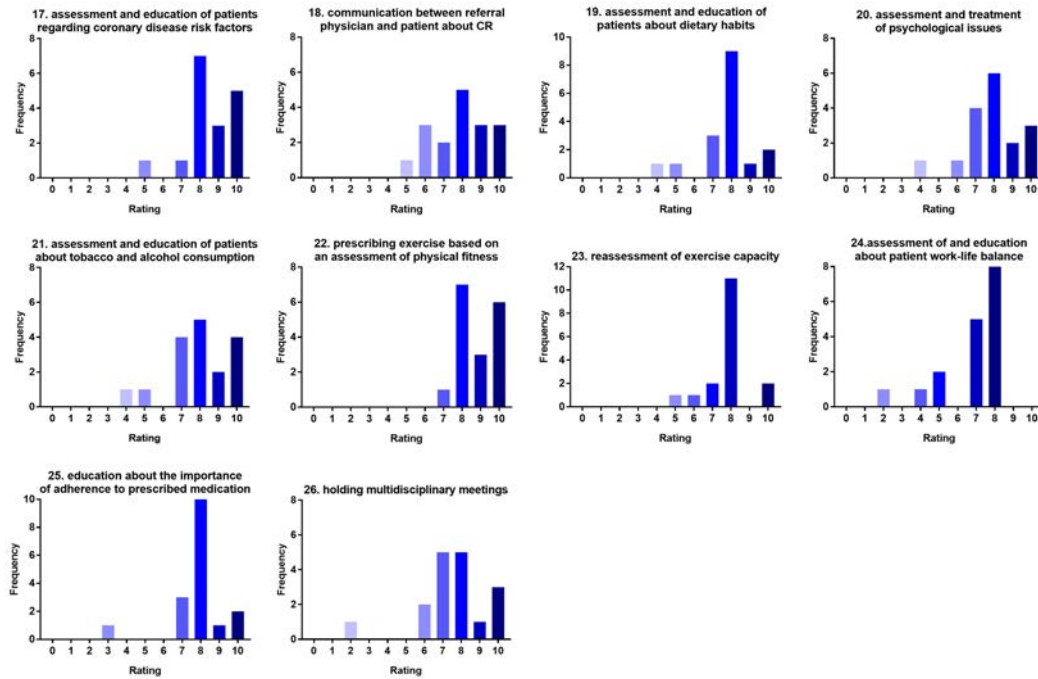 17. assessment and education of patients
regarding coronary disease risk factors
8
6
4
2
0
Frequency
0 1 2 3 4 5 6 7 8 9 10
Rating
18. communication between referral
physician and patient about CR
8
6
4
2
0
Frequency
0 1 2 3 4 5 6 7 8 9 10
Rating
19. assessment and education of
patients about dietary habits
10
8
6
4
2
0
Frequency
0 1 2 3 4 5 6 7 8 9 10
Rating
20. assessment and treatment
of psychological issues
8
6
4
2
0
Frequency
0 1 2 3 4 5 6 7 8 9 10
Rating
21. assessment and education of patients
about tobacco and alcohol consumption
6
4
2
0
Frequency
0 1 2 3 4 5 6 7 8 9 10
Rating
22. prescribing exercise based on
an assessment of physical fitness
8
6
4
2
0
Frequency
0 1 2 3 4 5 6 7 8 9 10
Rating
23. reassessment of exercise capacity
12
10
8
6
4
2
0
Frequency
0 1 2 3 4 5 6 7 8 9 10
Rating
24.assessment of and education
about patient work-life balance
8
6
4
2
0
Frequency
0 1 2 3 4 5 6 7 8 9 10
Rating
25. education about the importance
of adherence to prescribed medication
10
8
6
4
2
0
Frequency
0 1 2 3 4 5 6 7 8 9 10
Rating
26. holding multidisciplinary meetings
8
6
4
2
0
Frequency
0 1 2 3 4 5 6 7 8 9 10
Rating